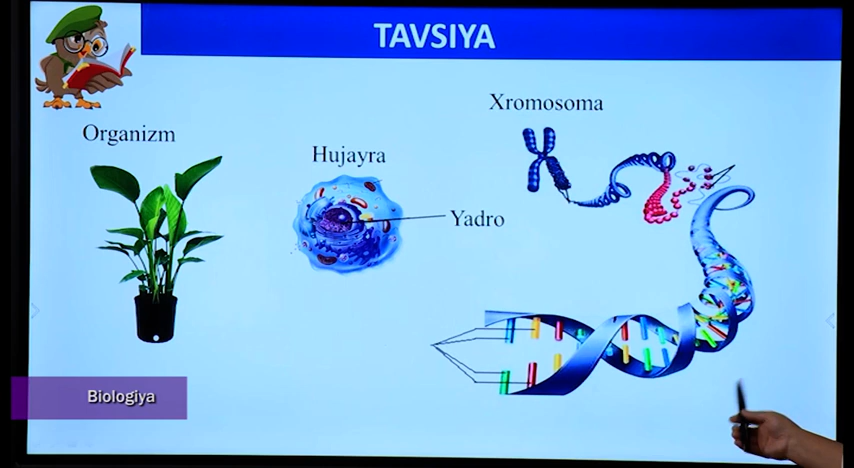 TAVSIYA
Xromosoma
Organizm
Hujayra
Yadro
Biologiya